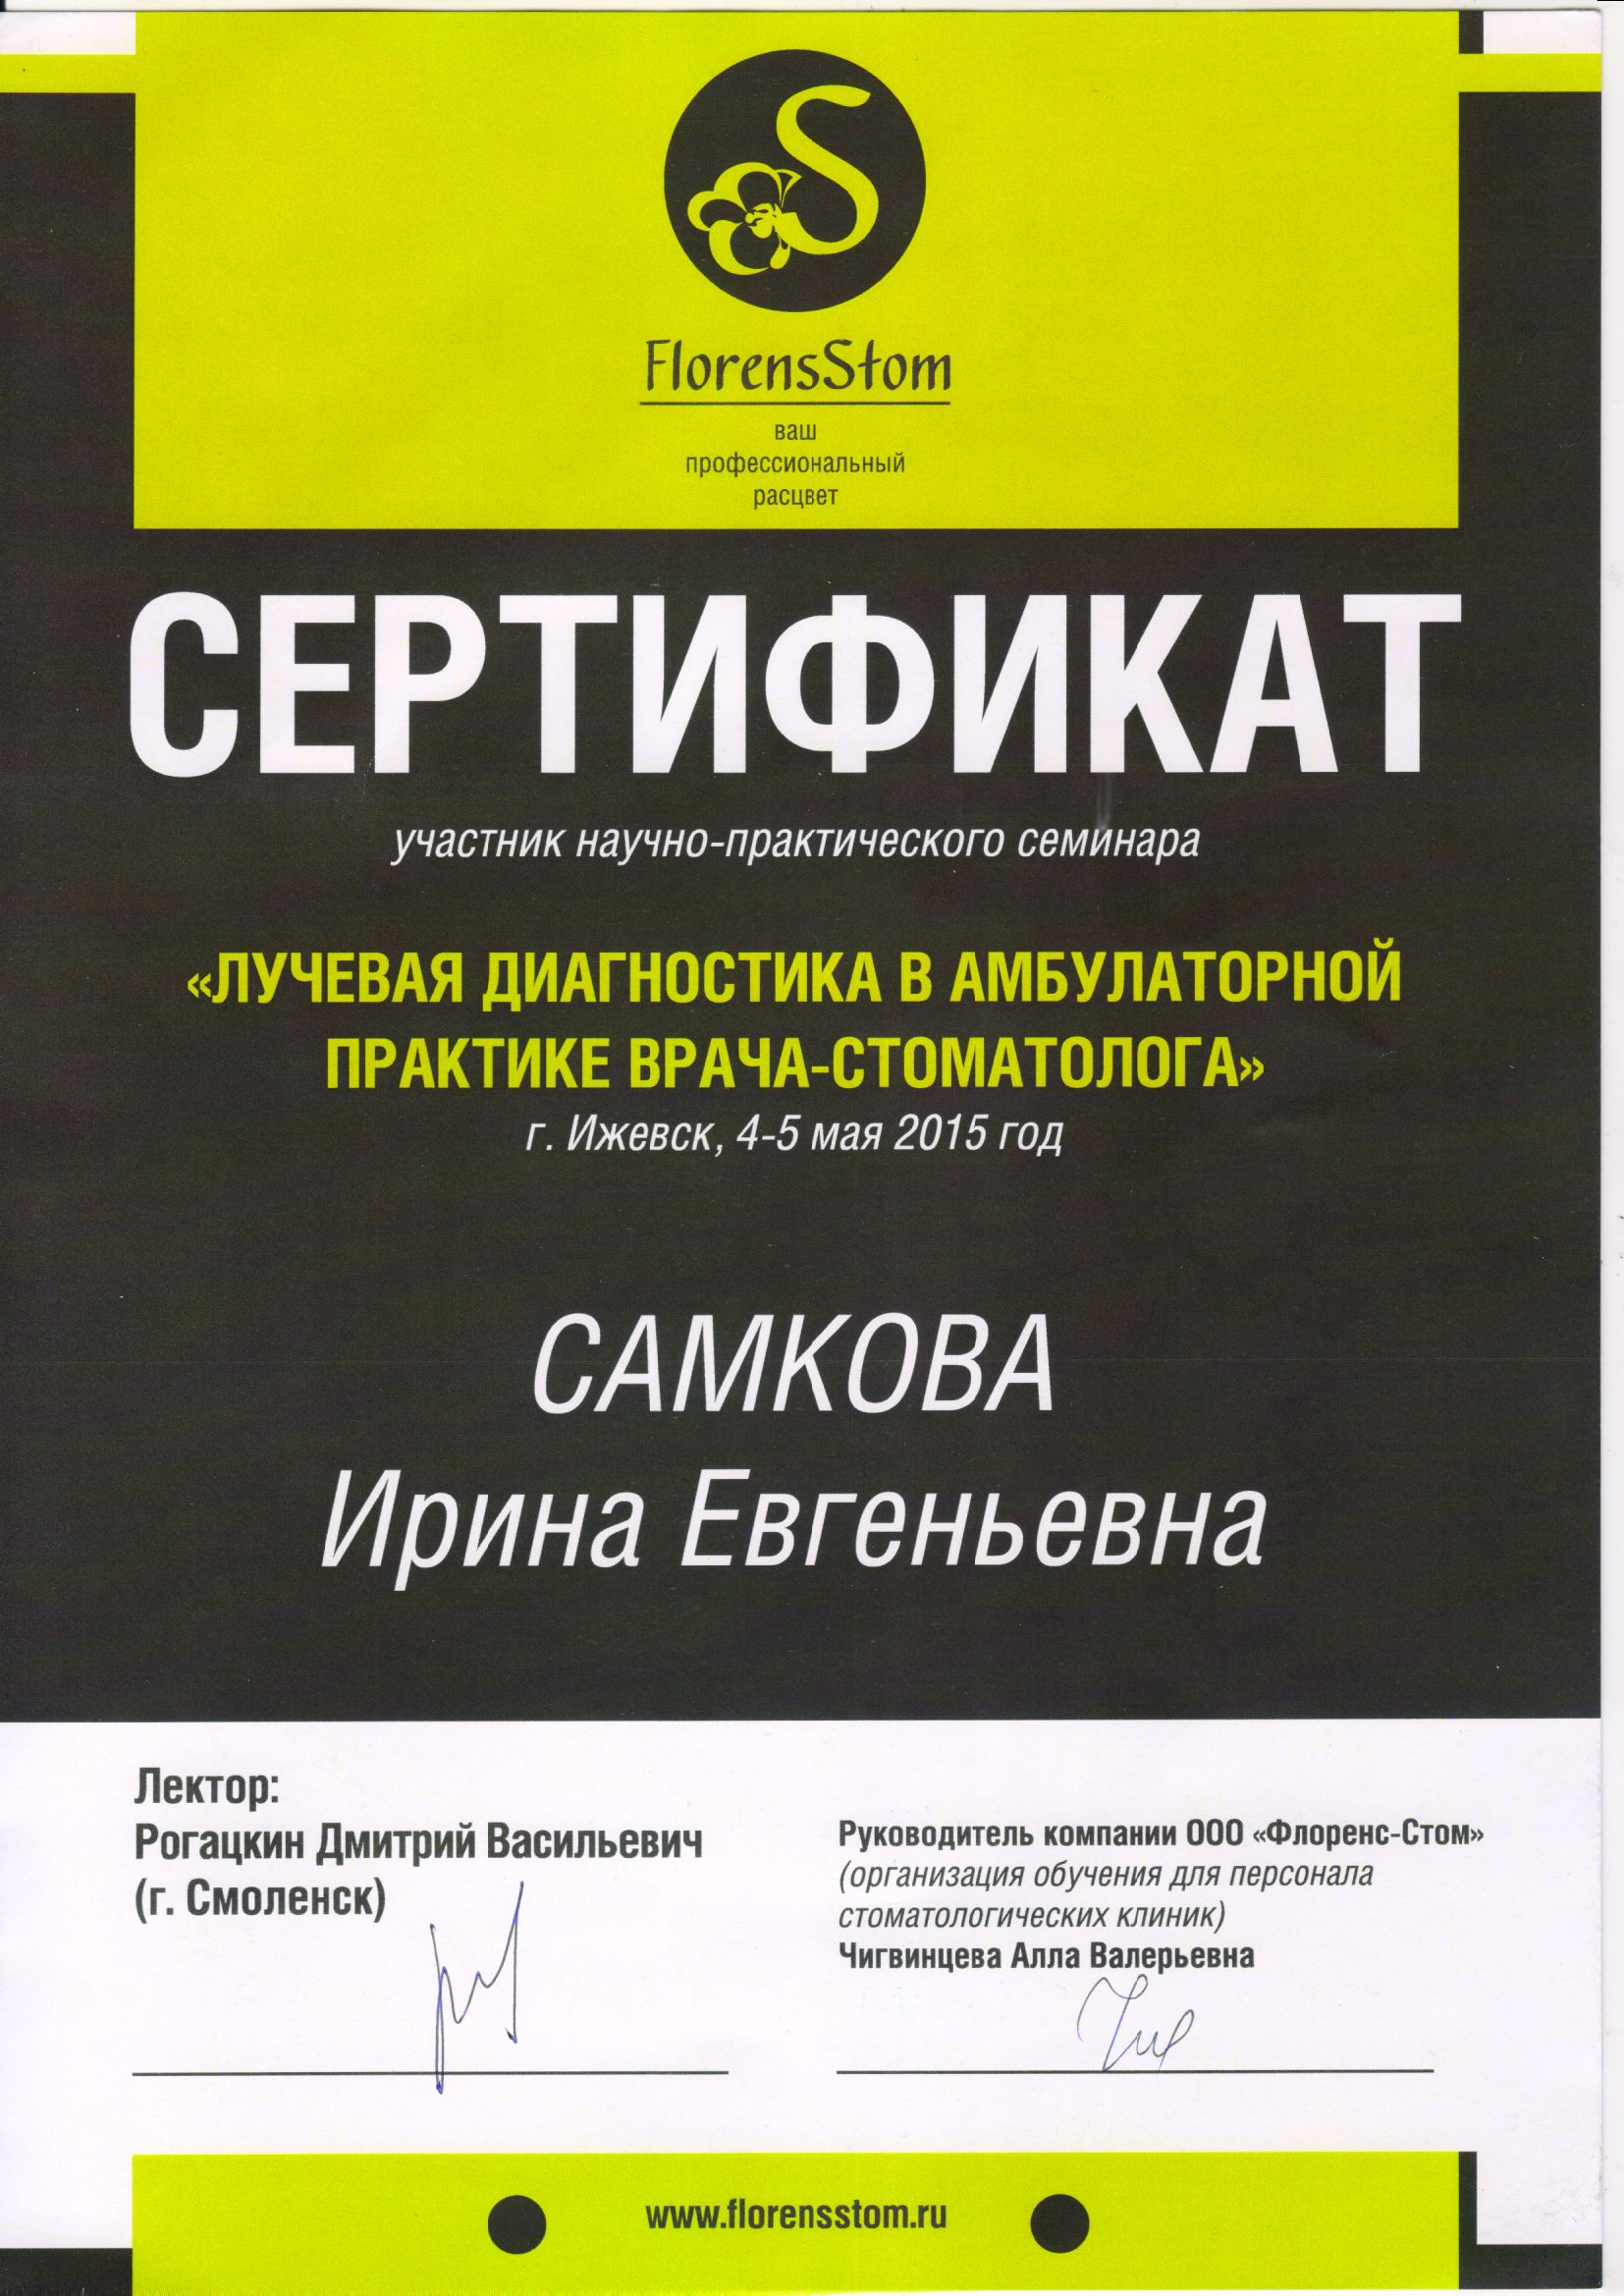 S
FlorensStom
ваш
профессиональный
расцвет
СЕРТИФИКАТ
участник научно-практического семинара
«ЛУЧЕВАЯ ДИАГНОСТИКА В АМБУЛАТОРНОЙ
ПРАКТИКЕ ВРАЧА-СТОМАТОЛОГА»
г. Ижевск, 4-5 мая 2015 год
САМКОВА
Ирина Евгеньевна
Лектор:
Рогацкин Дмитрий Васильевич
(г. Смоленск)
Руководитель компании ООО «Флоренс-Стом»
(организация обучения для персонала
стоматологических клиник)
Чигвинцева Алла Валерьевна
www.florensstom.ru